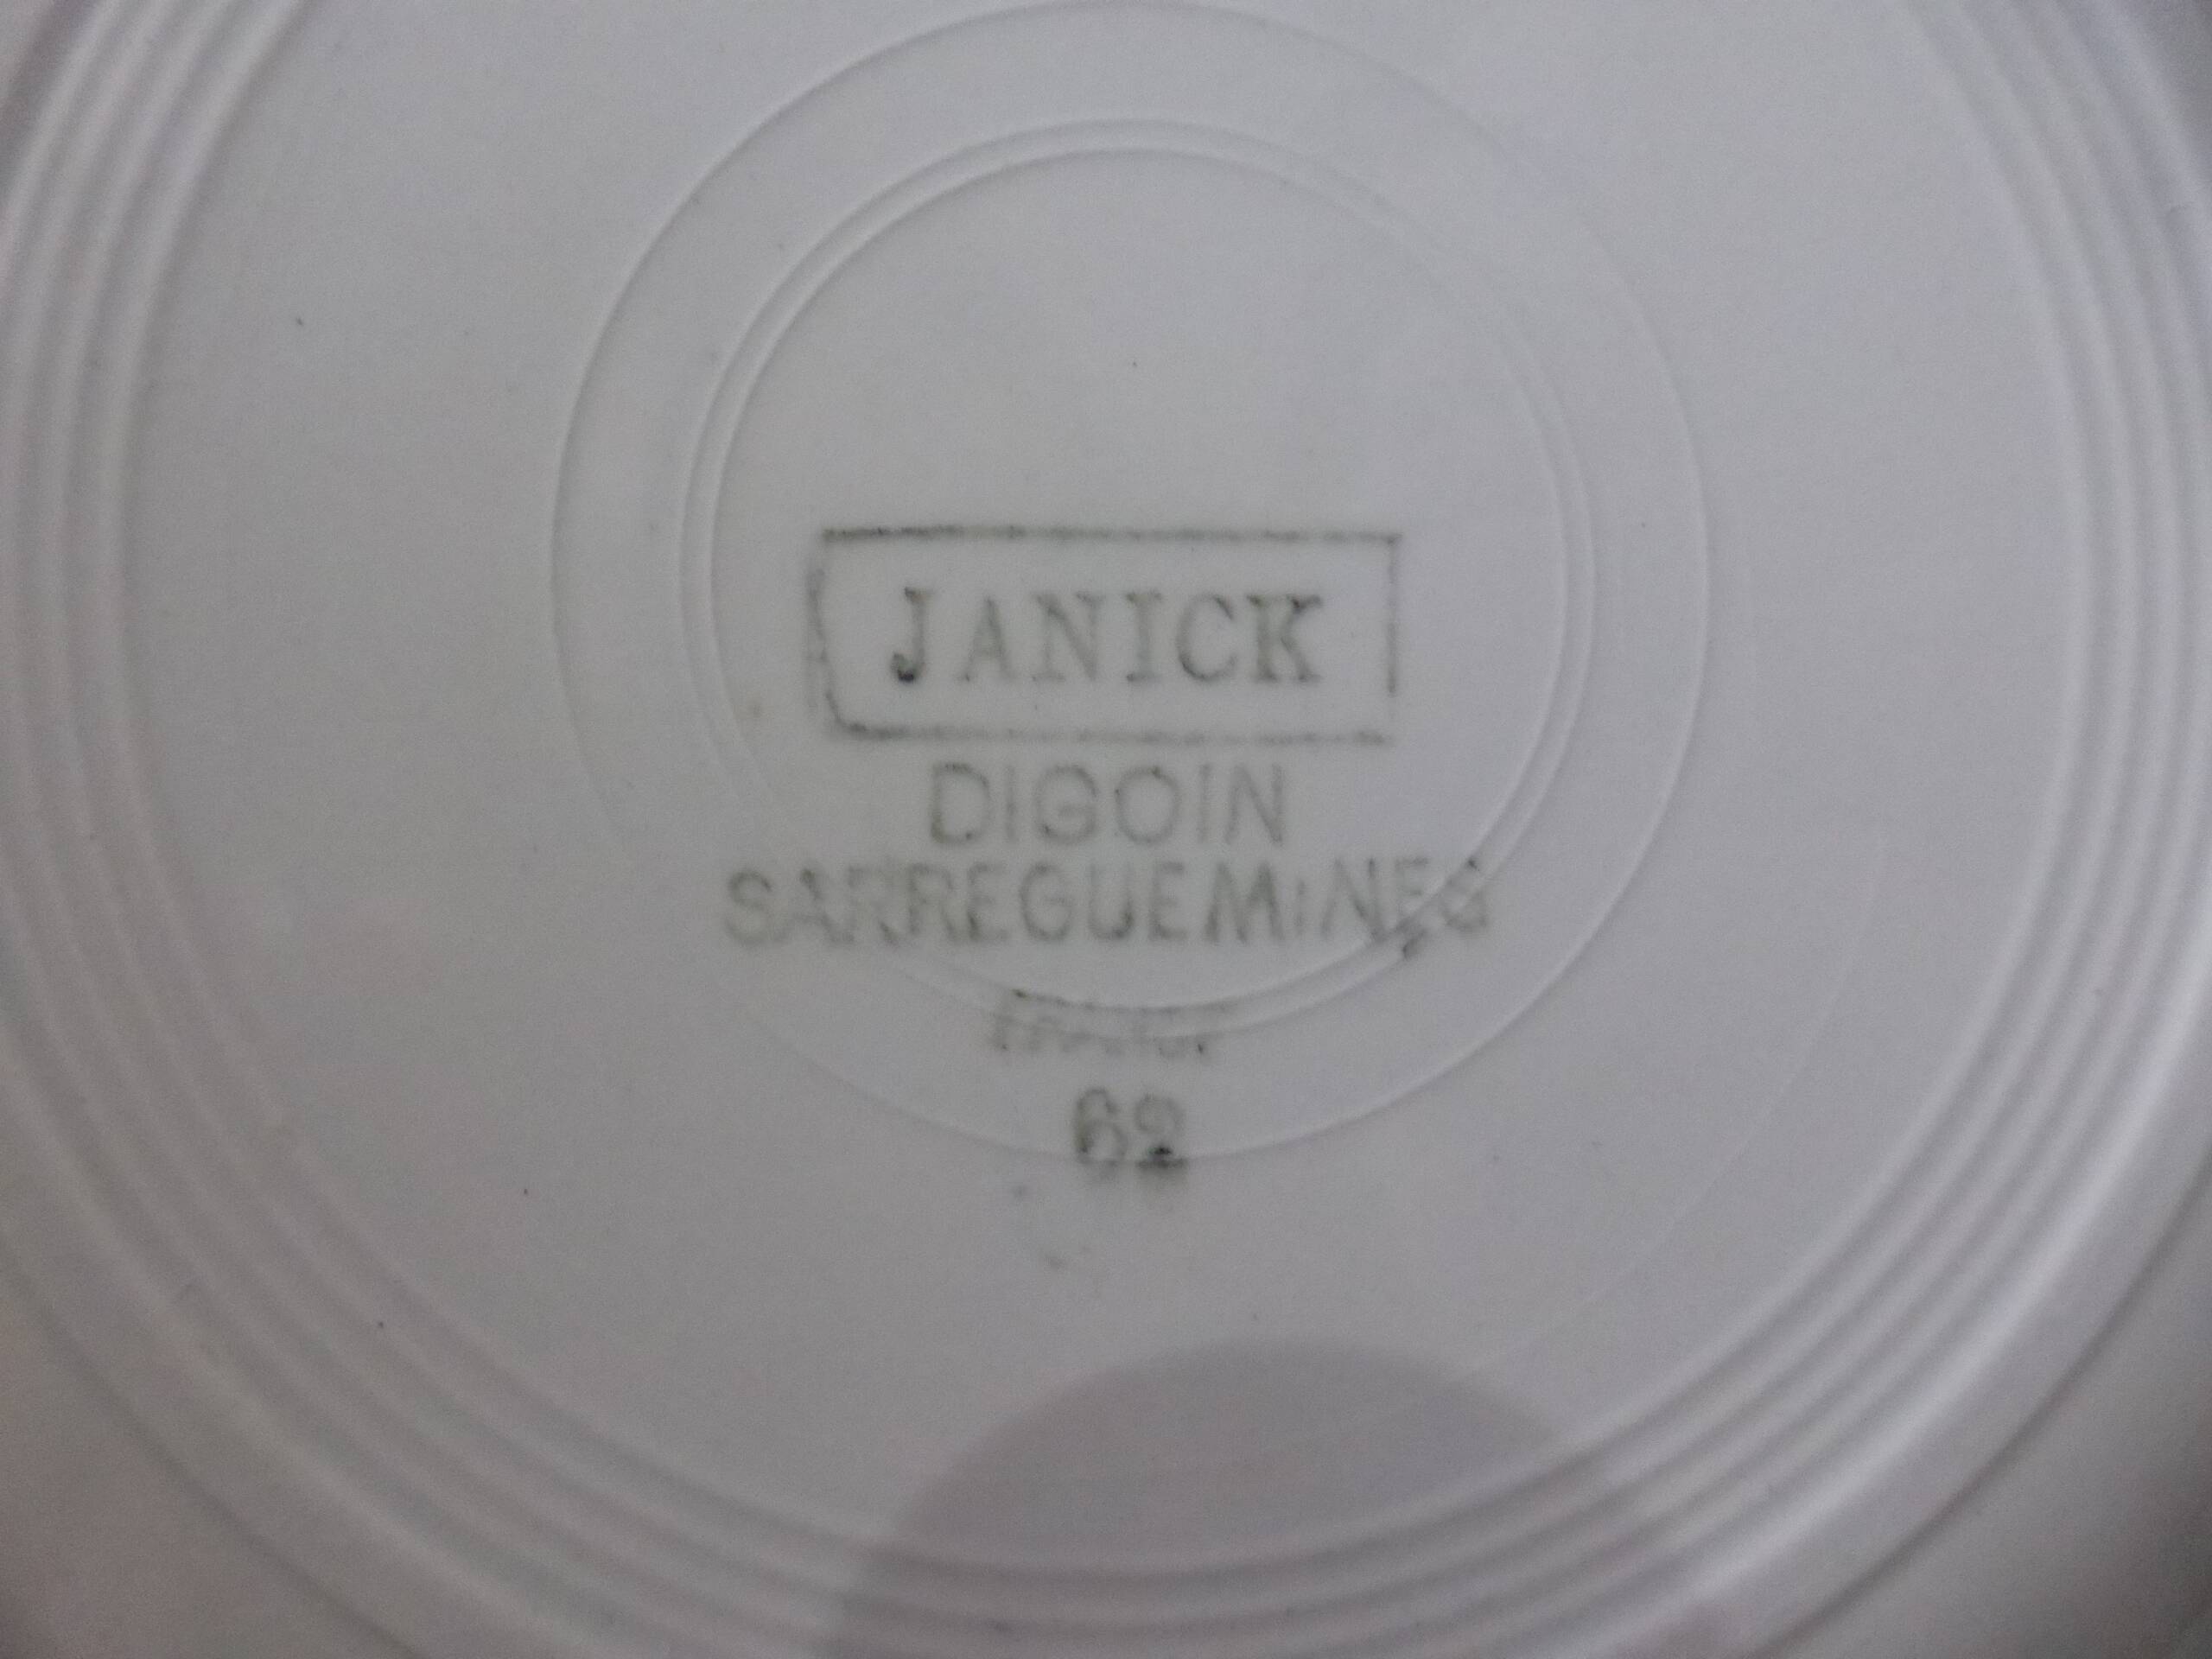 JANICK
DIGOIN
SARREGUEMINES
62